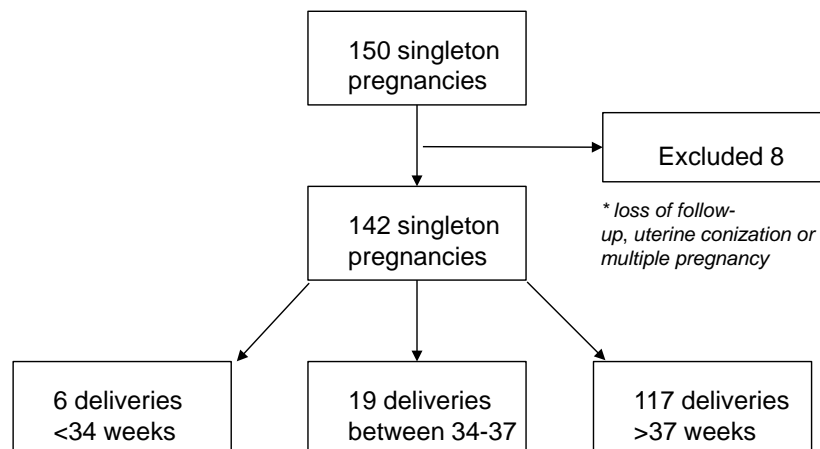 150 singleton
pregnancies
Excluded 8
* loss of follow-
up, uterine conization or
multiple pregnancy
142 singleton
pregnancies
6 deliveries
<34 weeks
19 deliveries
between 34-37
117 deliveries
>37 weeks